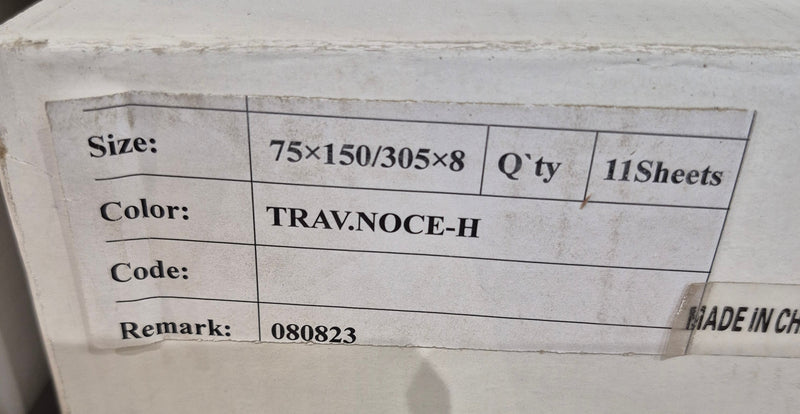 Size: 75×150/305×8 Q`ty 11Sheets
Color: TRAV.NOCE-H
Code:
Remark: 080823
MADE IN CH